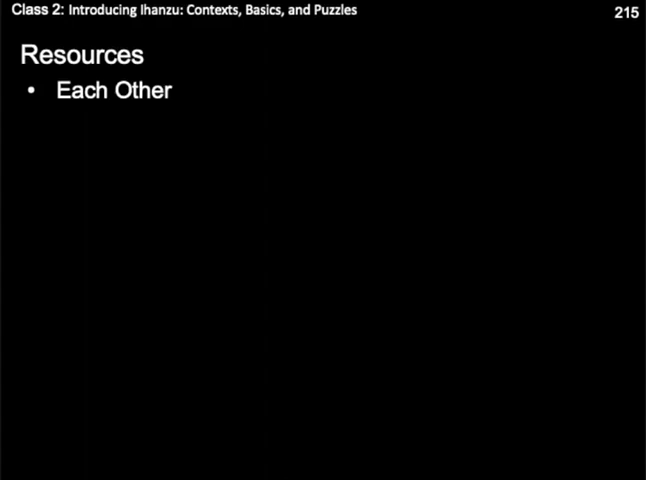 Class 2: Introducing Ihanzu: Contexts, Basics, and Puzzles
215
Resources
• Each Other